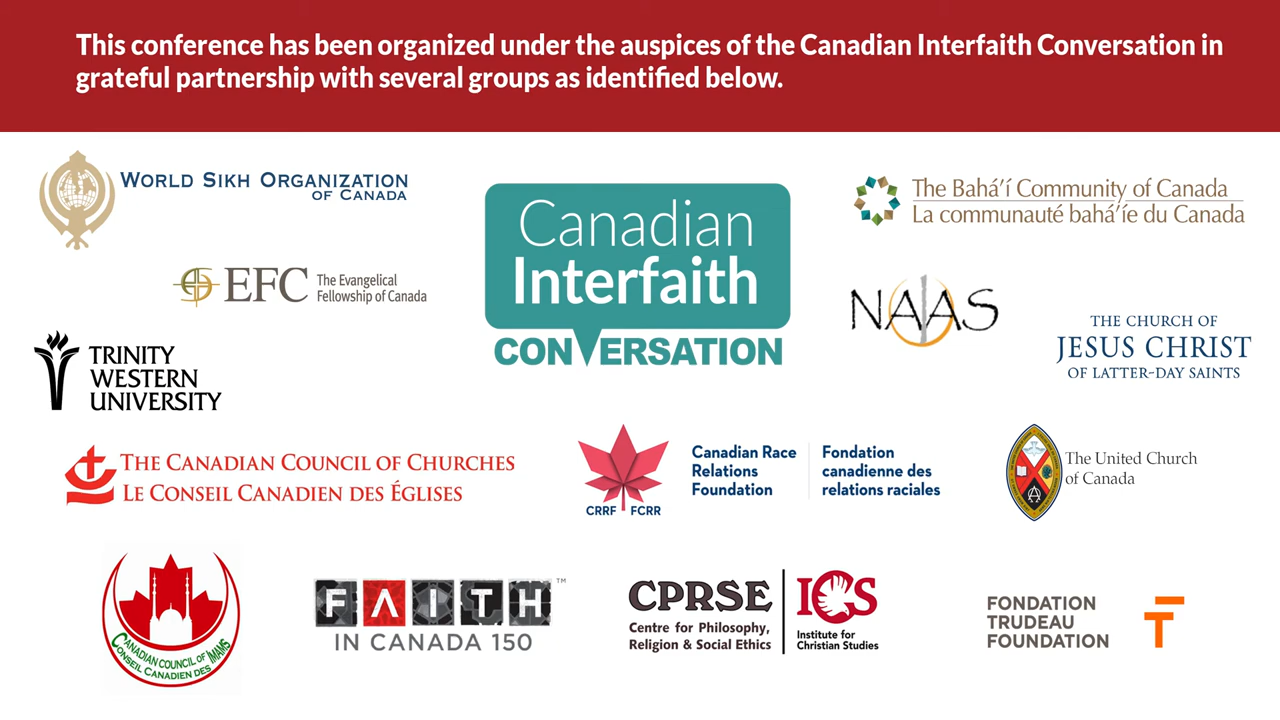 This conference has been organized under the auspices of the Canadian Interfaith Conversation in
grateful partnership with several groups as identified below.
WORLD SIKH ORGANIZATION
OF CANADA
Canadian
Interfaith
CONVERSATION
The Bahá'í Community of Canada
La communauté bahá'íe du Canada
EFC
The Evangelical
Fellowship of Canada
NAAS
THE CHURCH OF
JESUS CHRIST
OF LATTER-DAY SAINTS
TRINITY
WESTERN
UNIVERSITY
THE CANADIAN COUNCIL OF CHURCHES
LE CONSEIL CANADIEN DES ÉGLISES
CRRF FCRR
Canadian Race
Relations
Foundation
Fondation
canadienne des
relations raciales
The United Church
of Canada
CANADIAN COUNCIL OF IMAMS
CONSEIL CANADIEN DES
FAITH™
IN CANADA 150
CPRSE
Centre for Philosophy,
Religion & Social Ethics
ICS
Institute for
Christian Studies
FONDATION
TRUDEAU
FOUNDATION